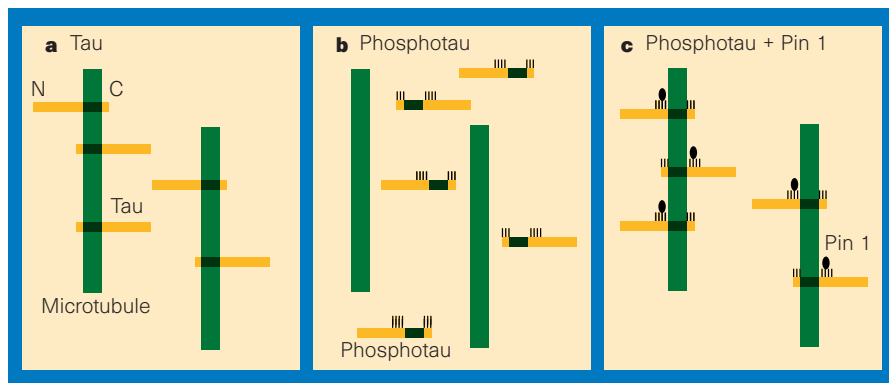 a Tau
N C
Tau
Microtubule
b Phosphotau
Phosphotau
c Phosphotau + Pin 1
Pin 1